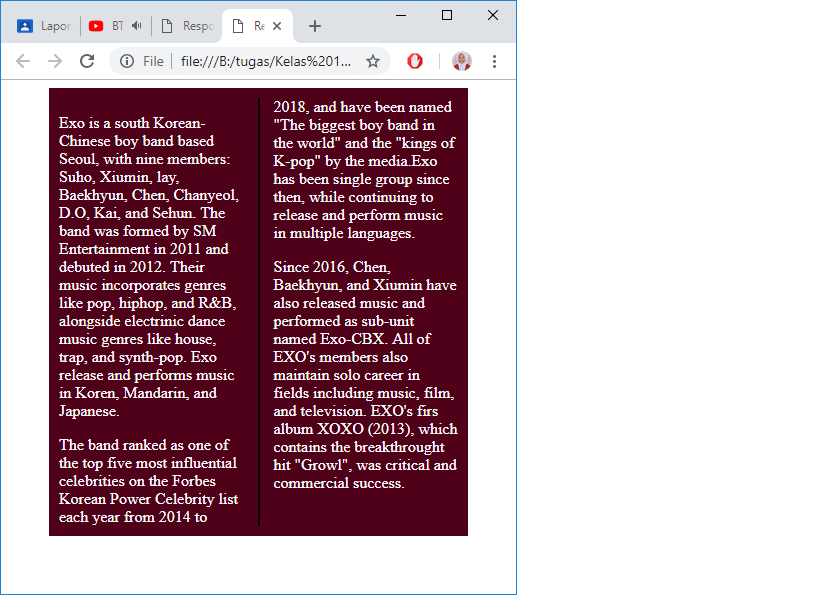 Lapor
BT
Respo
Re
File
file:///B:/tugas/Kelas%201...
Exo is a south Korean-
Chinese boy band based
Seoul, with nine members:
Suho, Xiumin, lay,
Baekhyun, Chen, Chanyeol,
D.O, Kai, and Sehun. The
band was formed by SM
Entertainment in 2011 and
debuted in 2012. Their
music incorporates genres
like pop, hiphop, and R&B,
alongside electrinic dance
music genres like house,
trap, and synth-pop. Exo
release and performs music
in Koren, Mandarin, and
Japanese.
The band ranked as one of
the top five most influential
celebrities on the Forbes
Korean Power Celebrity list
each year from 2014 to
2018, and have been named
"The biggest boy band in
the world" and the "kings of
K-pop" by the media.Exo
has been single group since
then, while continuing to
release and perform music
in multiple languages.
Since 2016, Chen,
Baekhyun, and Xiumin have
also released music and
performed as sub-unit
named Exo-CBX. All of
EXO's members also
maintain solo career in
fields including music, film,
and television. EXO's firs
album XOXO (2013), which
contains the breakthrought
hit "Growl", was critical and
commercial success.